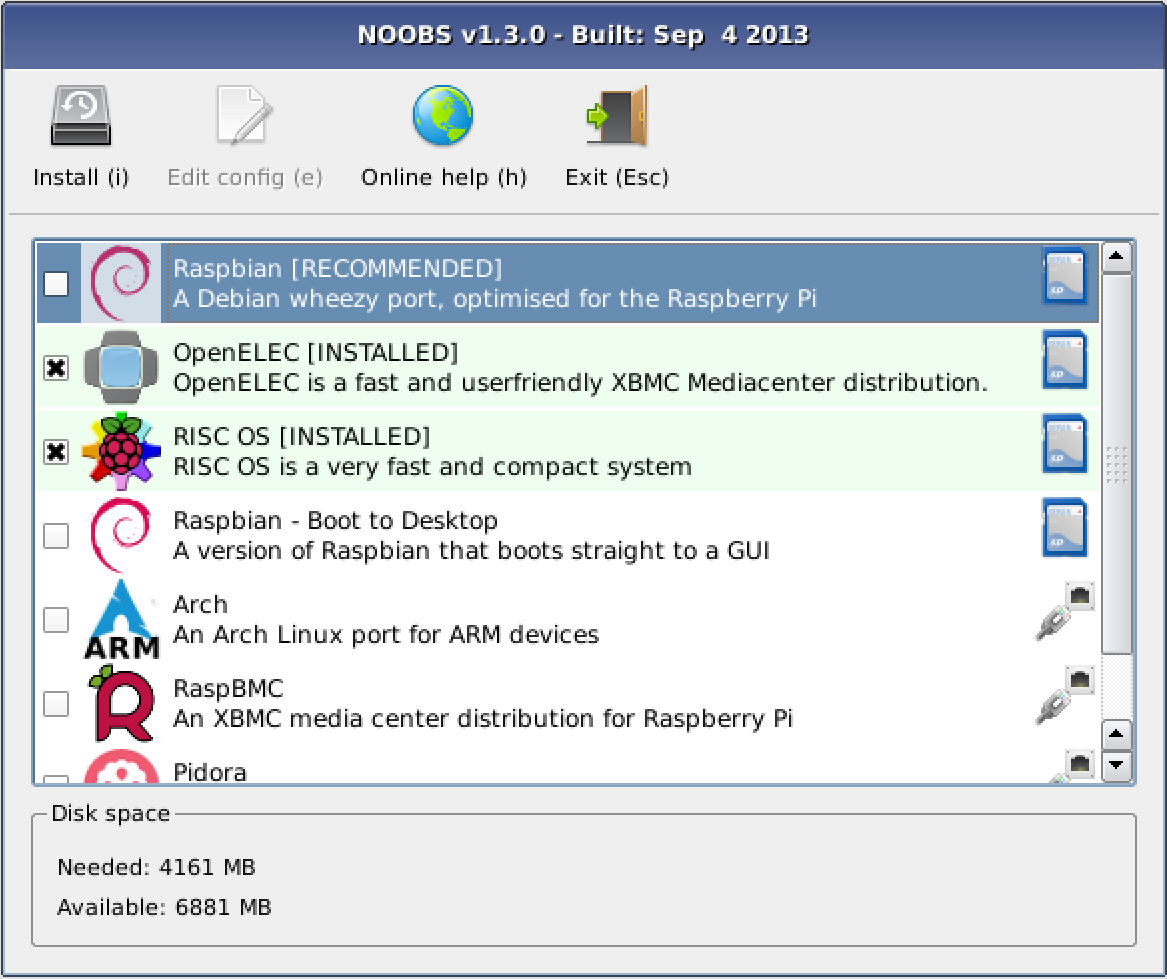 NOOBS v1.3.0 - Built: Sep  4 2013
Install (i)
Edit config (e)
Online help (h)
Exit (Esc)
Raspbian [RECOMMENDED]
A Debian wheezy port, optimised for the Raspberry Pi
OpenELEC [INSTALLED]
OpenELEC is a fast and userfriendly XBMC Mediacenter distribution.
RISC OS [INSTALLED]
RISC OS is a very fast and compact system
Raspbian - Boot to Desktop
A version of Raspbian that boots straight to a GUI
ARM
Arch
An Arch Linux port for ARM devices
RaspBMC
An XBMC media center distribution for Raspberry Pi
Pidora
Disk space
Needed: 4161 MB
Available: 6881 MB